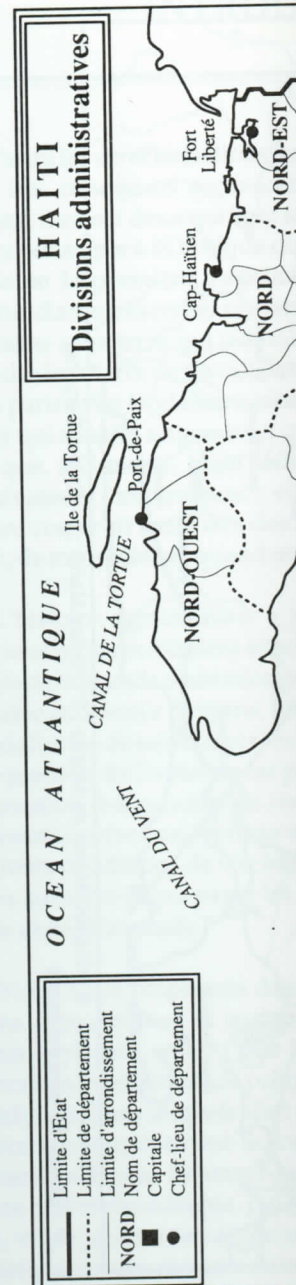 HAITI
Divisions administratives
Limite d'Etat
Limite de département
Limite d'arrondissement
NORD Nom de département
Capitale
Chef-lieu de département
OCEAN ATLANTIQUE
Ile de la Tortue
CANAL DE LA TORTUE
Port-de-Paix
CANAL DU VENT
NORD-OUEST
Cap-Haïtien
NORD
Fort
Liberté
NORD-EST